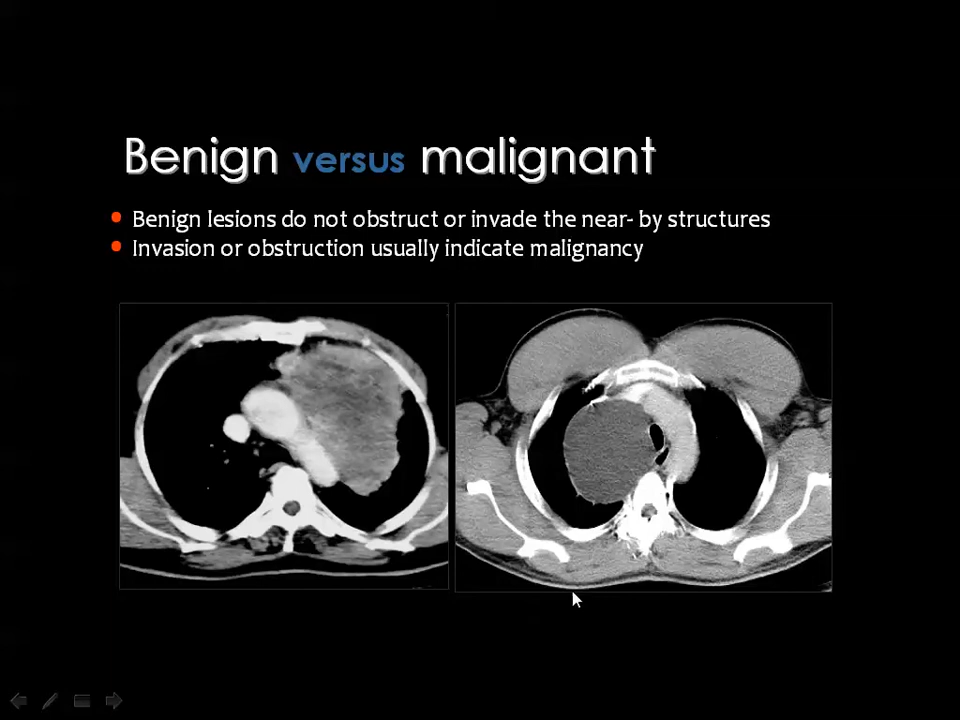 Benign versus malignant
Benign lesions do not obstruct or invade the near- by structures
Invasion or obstruction usually indicate malignancy